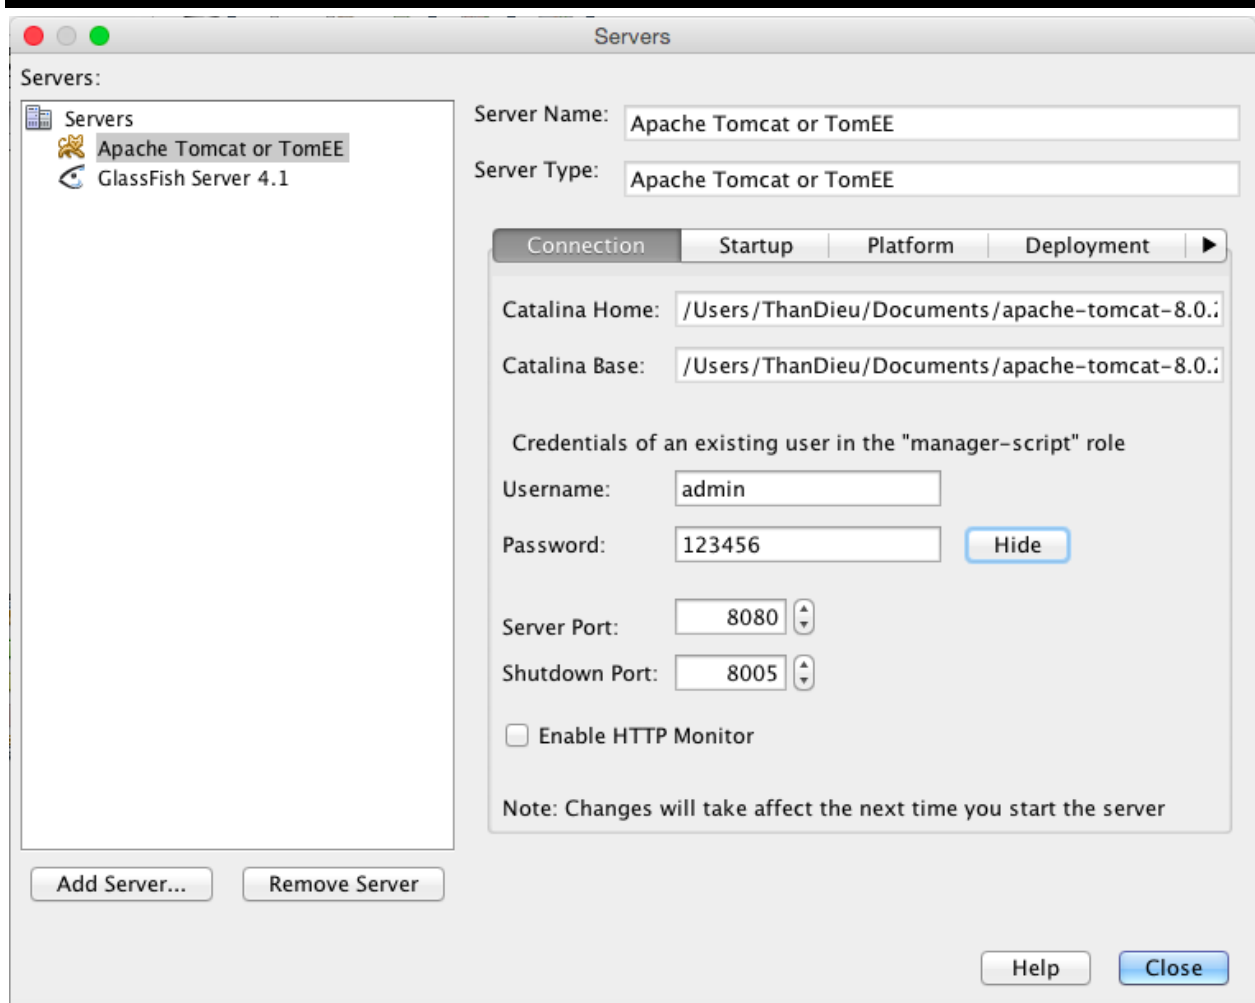 Servers
Servers:
Servers
Apache Tomcat or TomEE
GlassFish Server 4.1
Add Server...
Remove Server
Server Name: Apache Tomcat or TomEE
Server Type: Apache Tomcat or TomEE
Connection Startup Platform Deployment
Catalina Home: /Users/ThanDieu/Documents/apache-tomcat-8.0.
Catalina Base: /Users/ThanDieu/Documents/apache-tomcat-8.0.
Credentials of an existing user in the "manager-script" role
Username: admin
Password: 123456 Hide
Server Port: 8080
Shutdown Port: 8005
Enable HTTP Monitor
Note: Changes will take affect the next time you start the server
Help Close